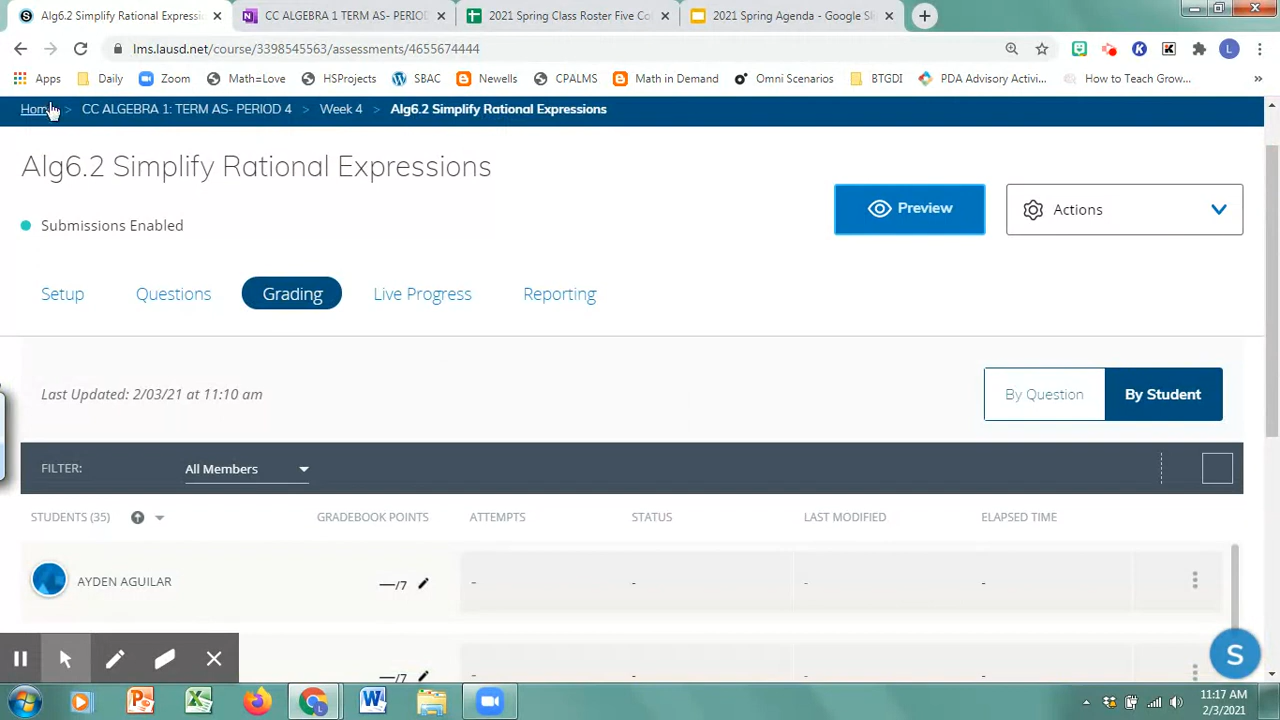 Alg6.2 Simplify Rational Expressi
CC ALGEBRA 1 TERM AS- PERIOD
2021 Spring Class Roster Five Co
2021 Spring Agenda - Google Sl
lms.lausd.net/course/3398545563/assessments/4655674444
Apps Daily Zoom Math=Love HSProjects SBAC Newells CPALMS Math in Demand Omni Scenarios BTGDI PDA Advisory Activi... How to Teach Grow... »
Home > CC ALGEBRA 1: TERM AS- PERIOD 4 > Week 4 > Alg6.2 Simplify Rational Expressions
Alg6.2 Simplify Rational Expressions
Preview
Actions
Submissions Enabled
Setup Questions Grading Live Progress Reporting
Last Updated: 2/03/21 at 11:10 am
By Question By Student
FILTER: All Members
STUDENTS (35) GRADEBOOK POINTS ATTEMPTS STATUS LAST MODIFIED ELAPSED TIME
AYDEN AGUILAR —/7 - - - -
—/7 - - - -
S
11:17 AM
2/3/2021